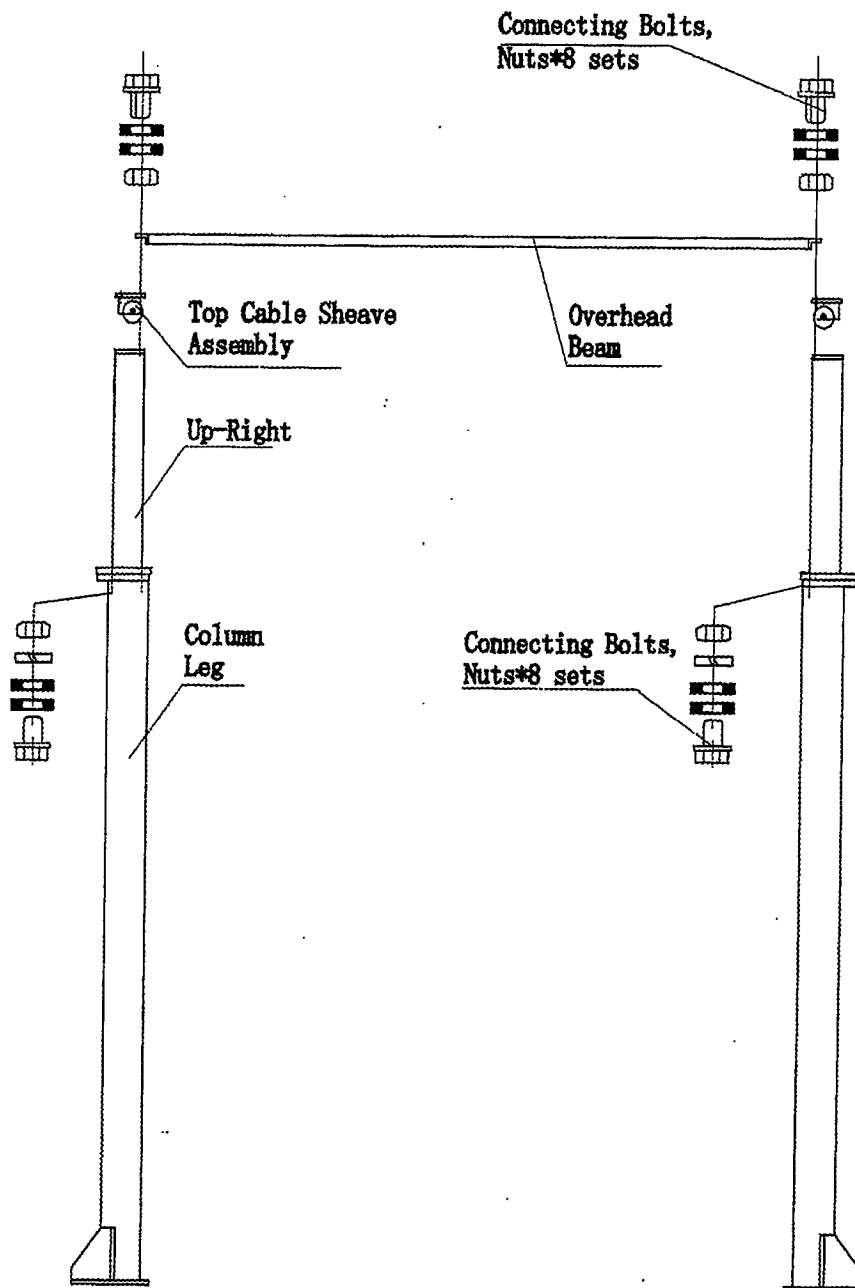 Connecting Bolts,
Nuts*8 sets
Top Cable Sheave
Assembly
Overhead
Beam
Up-Right
Column
Leg
Connecting Bolts,
Nuts*8 sets